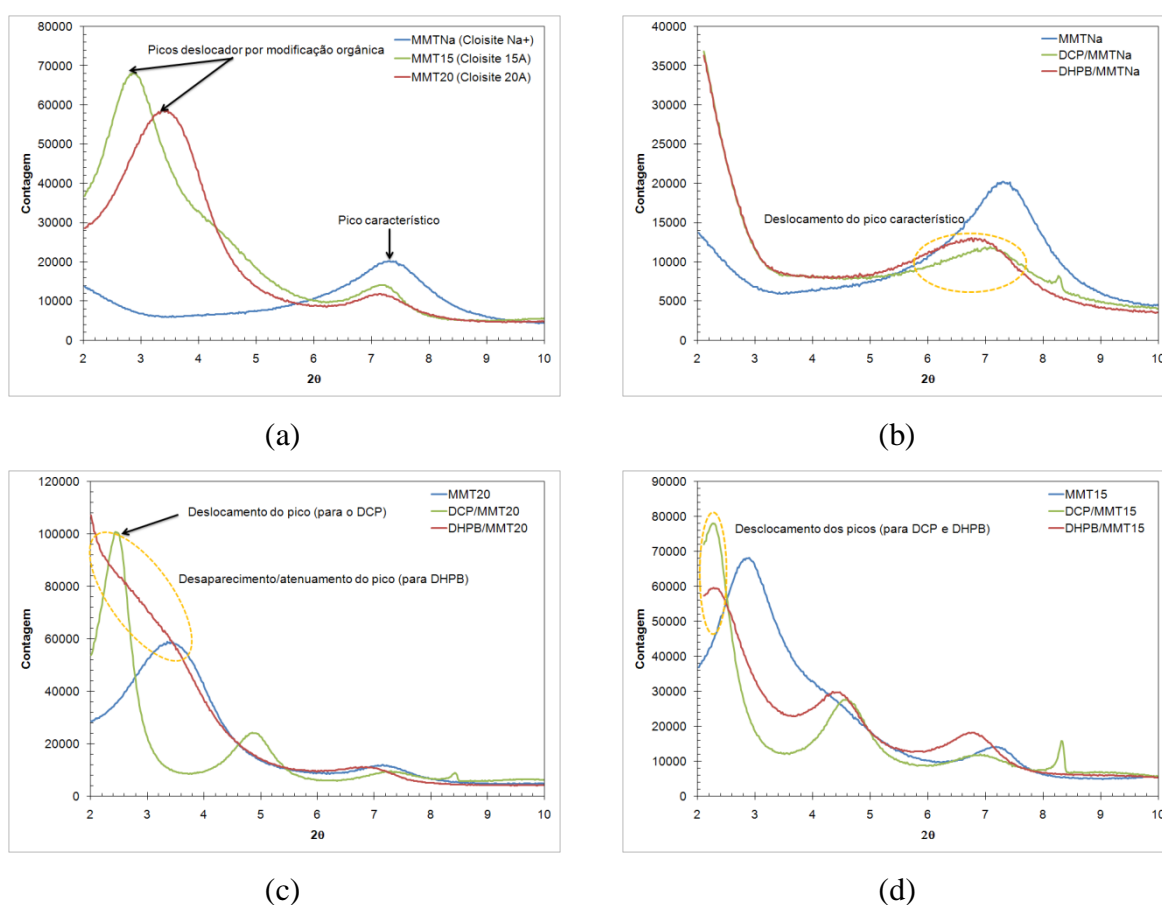 80000
70000
60000
50000
40000
30000
20000
10000
0
Contagem
2 3 4 5 6 7 8 9 10
2θ
Picos deslocador por modificação orgânica
MMTNa (Cloisite Na+)
MMT15 (Cloisite 15A)
MMT20 (Cloisite 20A)
Pico característico
(a)
40000
35000
30000
25000
20000
15000
10000
5000
0
Contagem
2 3 4 5 6 7 8 9 10
2θ
MMTNa
DCP/MMTNa
DHPB/MMTNa
Deslocamento do pico característico
(b)
120000
100000
80000
60000
40000
20000
0
Contagem
2 3 4 5 6 7 8 9 10
2θ
MMT20
DCP/MMT20
DHPB/MMT20
Deslocamento do pico (para o DCP)
Desaparecimento/atenuamento do pico (para DHPB)
(c)
90000
80000
70000
60000
50000
40000
30000
20000
10000
0
Contagem
2 3 4 5 6 7 8 9 10
2θ
MMT15
DCP/MMT15
DHPB/MMT15
Desclocamento dos picos (para DCP e DHPB)
(d)